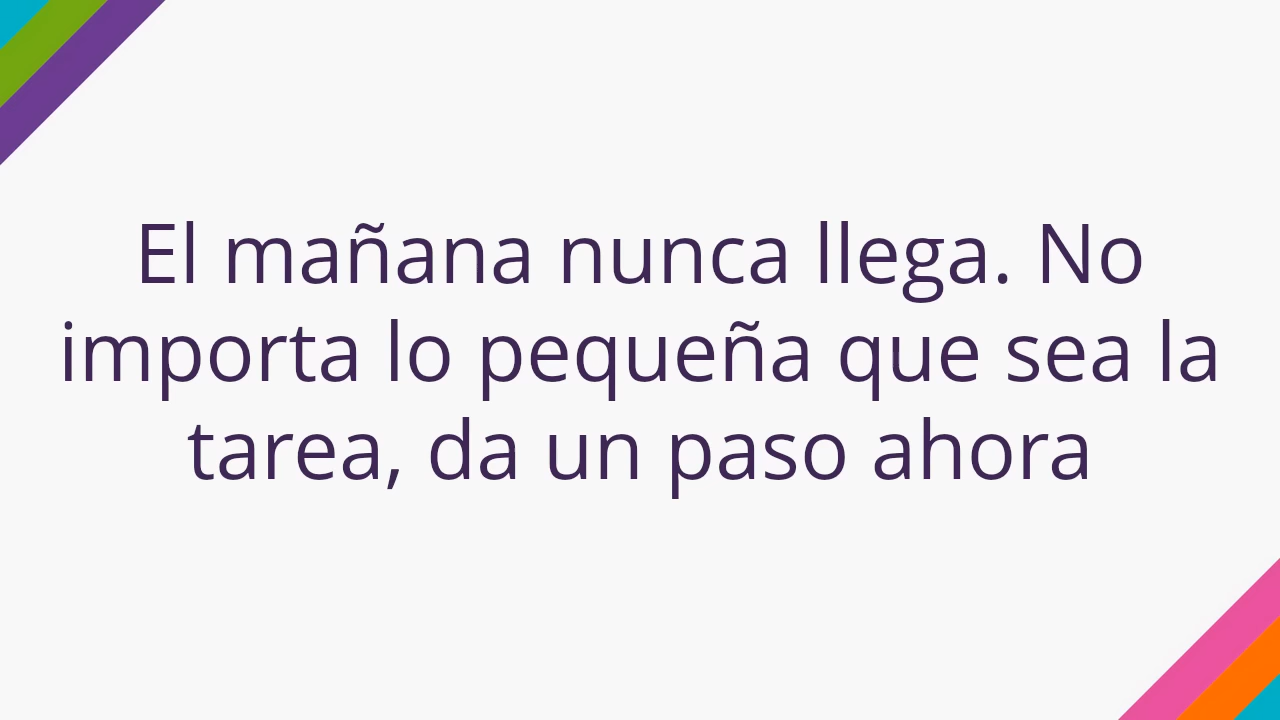 El mañana nunca llega. No
importa lo pequeña que sea la
tarea, da un paso ahora